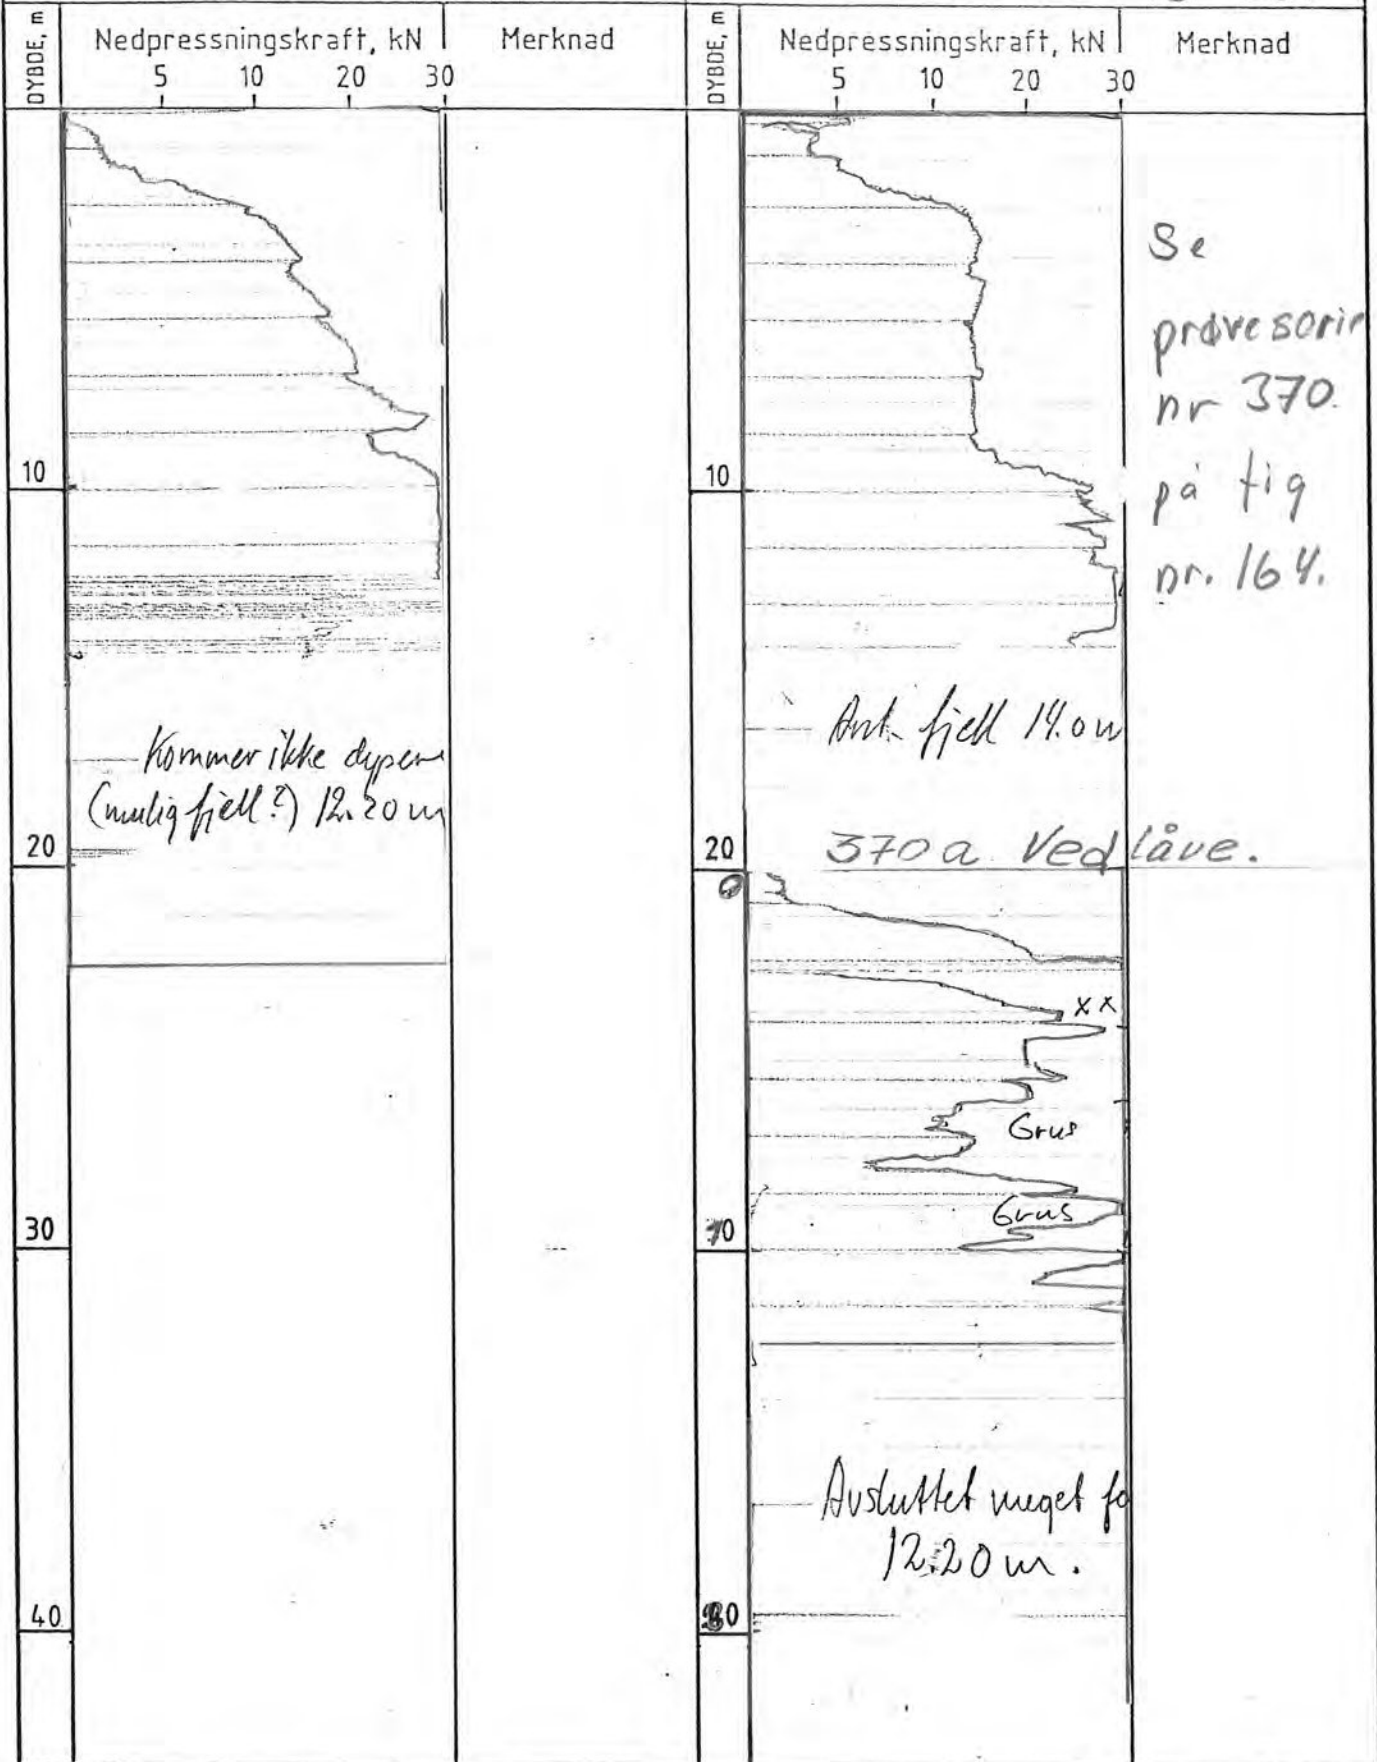 DYBDE, m
Nedpressningskraft, kN
Merknad
5 10 20 30
10
Kommer ikke dypere
(mulig fjell?) 12.20 m
20
30
40
DYBDE, m
Nedpressningskraft, kN
Merknad
5 10 20 30
Se
prøveserie
nr 370.
på fig
nr. 164.
10
Ant. fjell 14.0 m
20
370 a Ved låve.
0
xx
Grus
Grus
10
Avsluttet meget fa
12.20 m.